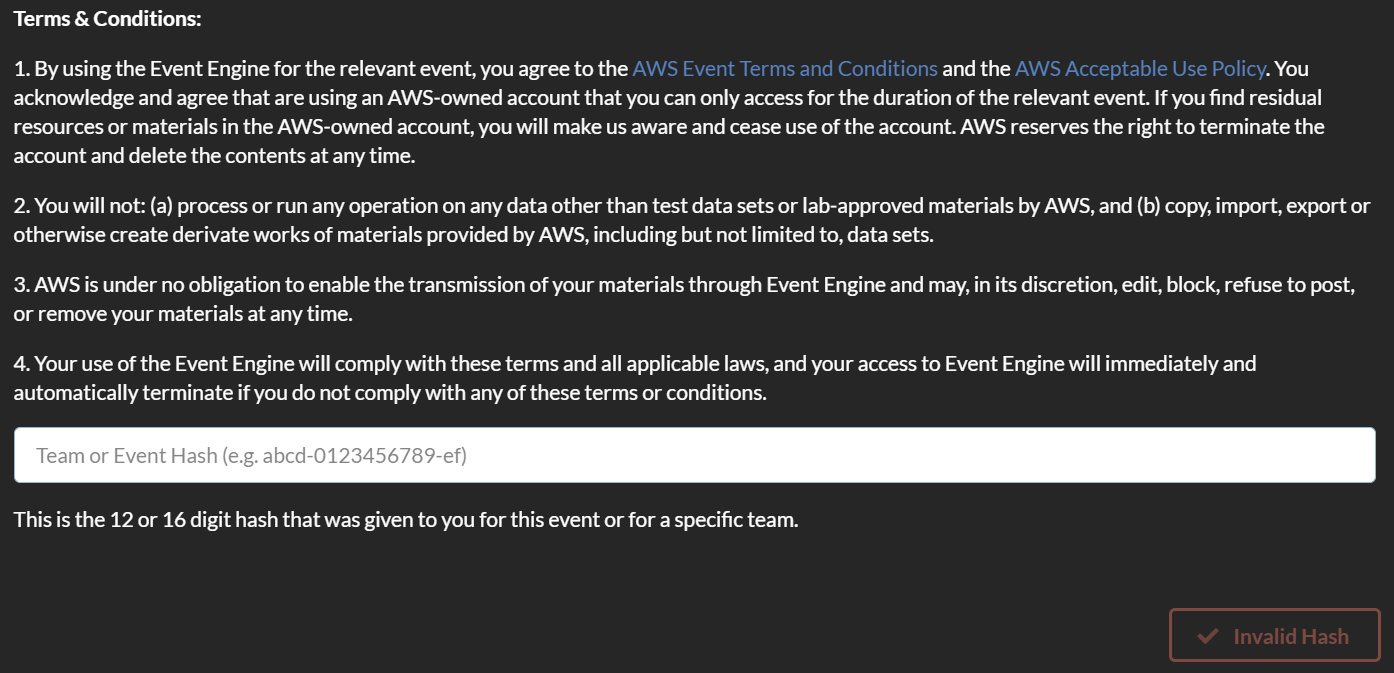 Terms & Conditions:
1. By using the Event Engine for the relevant event, you agree to the AWS Event Terms and Conditions and the AWS Acceptable Use Policy. You
acknowledge and agree that are using an AWS-owned account that you can only access for the duration of the relevant event. If you find residual
resources or materials in the AWS-owned account, you will make us aware and cease use of the account. AWS reserves the right to terminate the
account and delete the contents at any time.
2. You will not: (a) process or run any operation on any data other than test data sets or lab-approved materials by AWS, and (b) copy, import, export or
otherwise create derivate works of materials provided by AWS, including but not limited to, data sets.
3. AWS is under no obligation to enable the transmission of your materials through Event Engine and may, in its discretion, edit, block, refuse to post,
or remove your materials at any time.
4. Your use of the Event Engine will comply with these terms and all applicable laws, and your access to Event Engine will immediately and
automatically terminate if you do not comply with any of these terms or conditions.
Team or Event Hash (e.g. abcd-0123456789-ef)
This is the 12 or 16 digit hash that was given to you for this event or for a specific team.
Invalid Hash